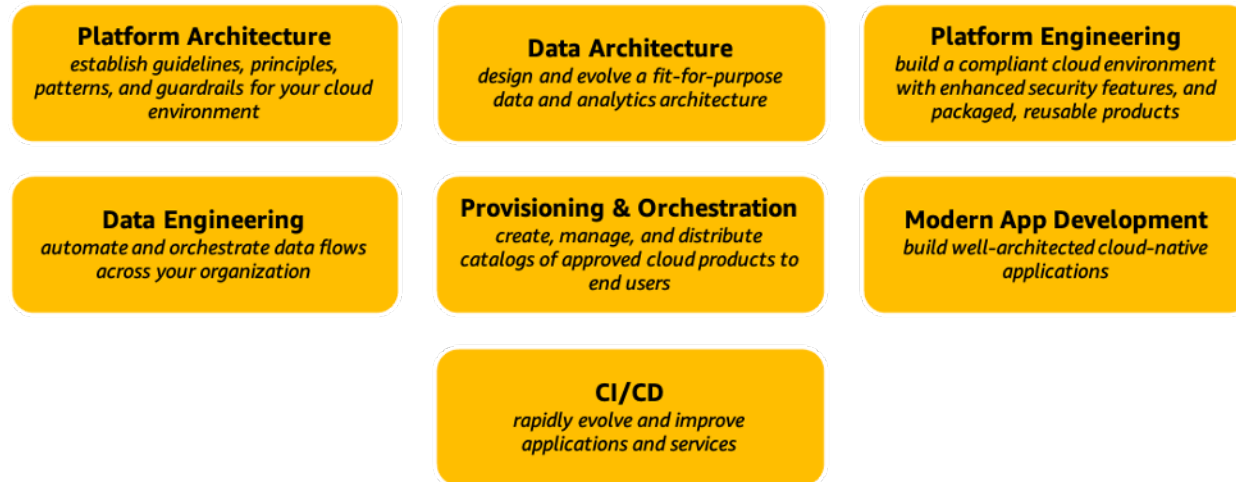 Platform Architecture
establish guidelines, principles,
patterns, and guardrails for your cloud
environment
Data Architecture
design and evolve a fit-for-purpose
data and analytics architecture
Platform Engineering
build a compliant cloud environment
with enhanced security features, and
packaged, reusable products
Data Engineering
automate and orchestrate data flows
across your organization
Provisioning & Orchestration
create, manage, and distribute
catalogs of approved cloud products to
end users
Modern App Development
build well-architected cloud-native
applications
CI/CD
rapidly evolve and improve
applications and services